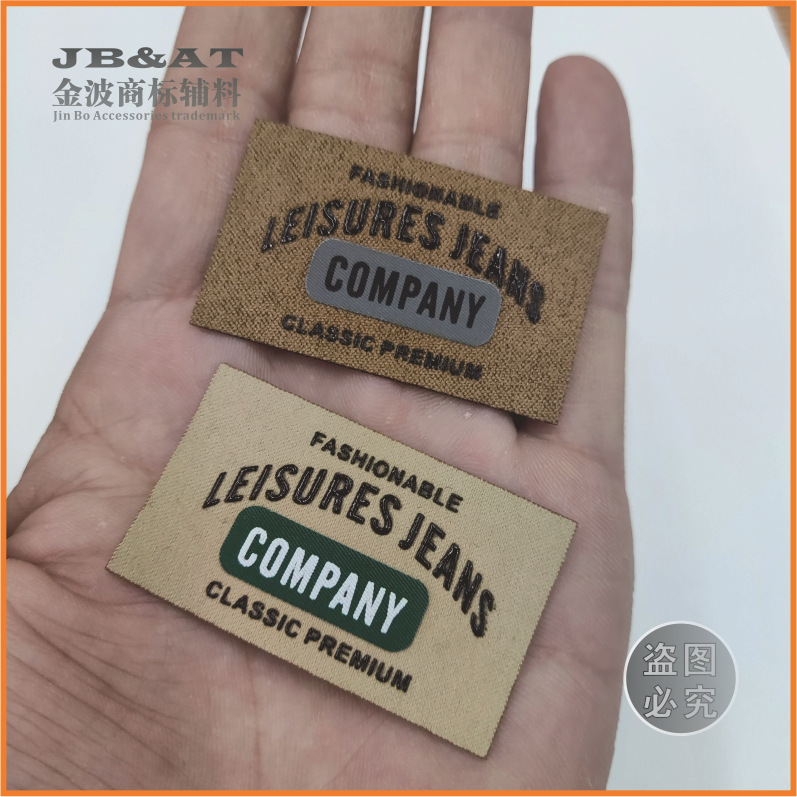 JB&AT
金波商标辅料
Jin Bo Accessories trademark
FASHIONABLE
LEISURES JEANS
COMPANY
CLASSIC PREMIUM
FASHIONABLE
LEISURES JEANS
COMPANY
CLASSIC PREMIUM
盗图
必究